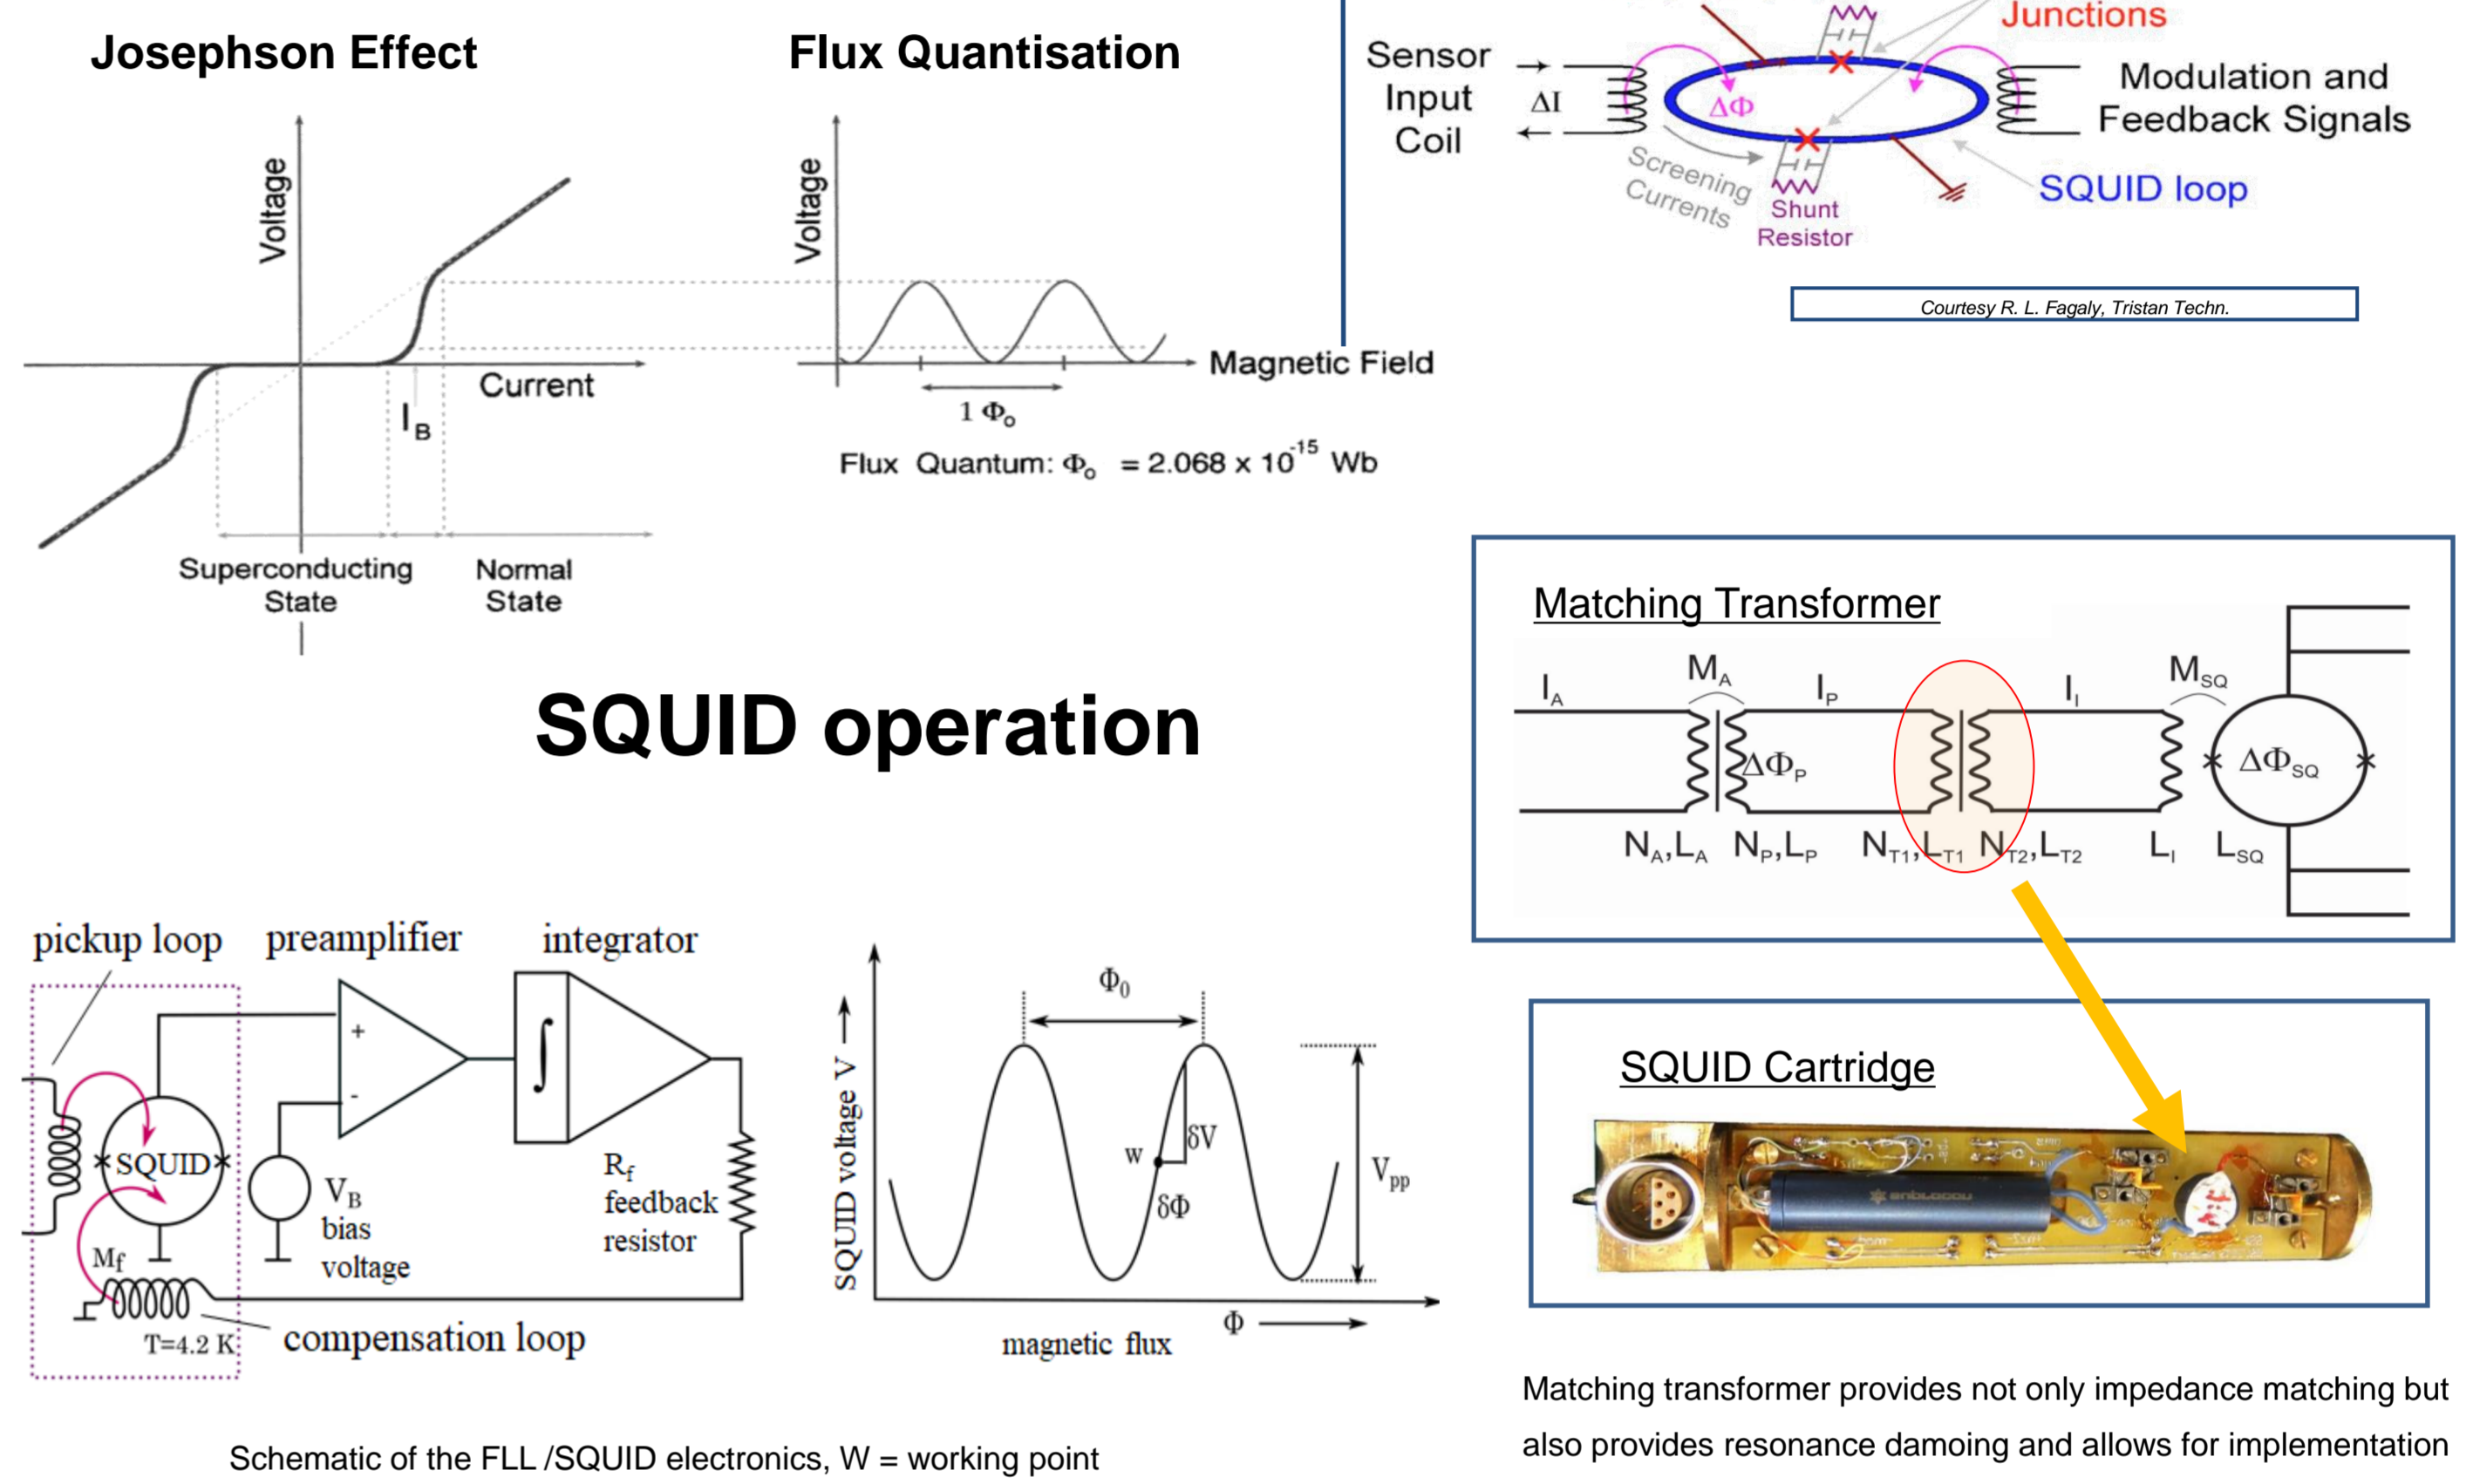 Josephson Effect
Voltage
Current
I_B
Superconducting
State
Normal
State
Flux Quantisation
Voltage
Magnetic Field
1 Φ₀
Flux Quantum: Φ₀ = 2.068 x 10⁻¹⁵ Wb
Junctions
Sensor
Input
Coil
ΔI
ΔΦ
Modulation and
Feedback Signals
Screening
Currents
Shunt
Resistor
SQUID loop
Courtesy R. L. Fagaly, Tristan Techn.
SQUID operation
Matching Transformer
I_A M_A I_P I_I M_SQ
ΔΦ_P ΔΦ_SQ
N_A,L_A N_P,L_P N_T1,L_T1 N_T2,L_T2 L_I L_SQ
pickup loop preamplifier integrator
+
-
∫
SQUID
V_B
bias
voltage
R_f
feedback
resistor
M_f
T=4.2 K
compensation loop
SQUID voltage V
Φ₀
w
δV
δΦ
V_pp
Φ
magnetic flux
Schematic of the FLL /SQUID electronics, W = working point
SQUID Cartridge
Matching transformer provides not only impedance matching but
also provides resonance damoing and allows for implementation